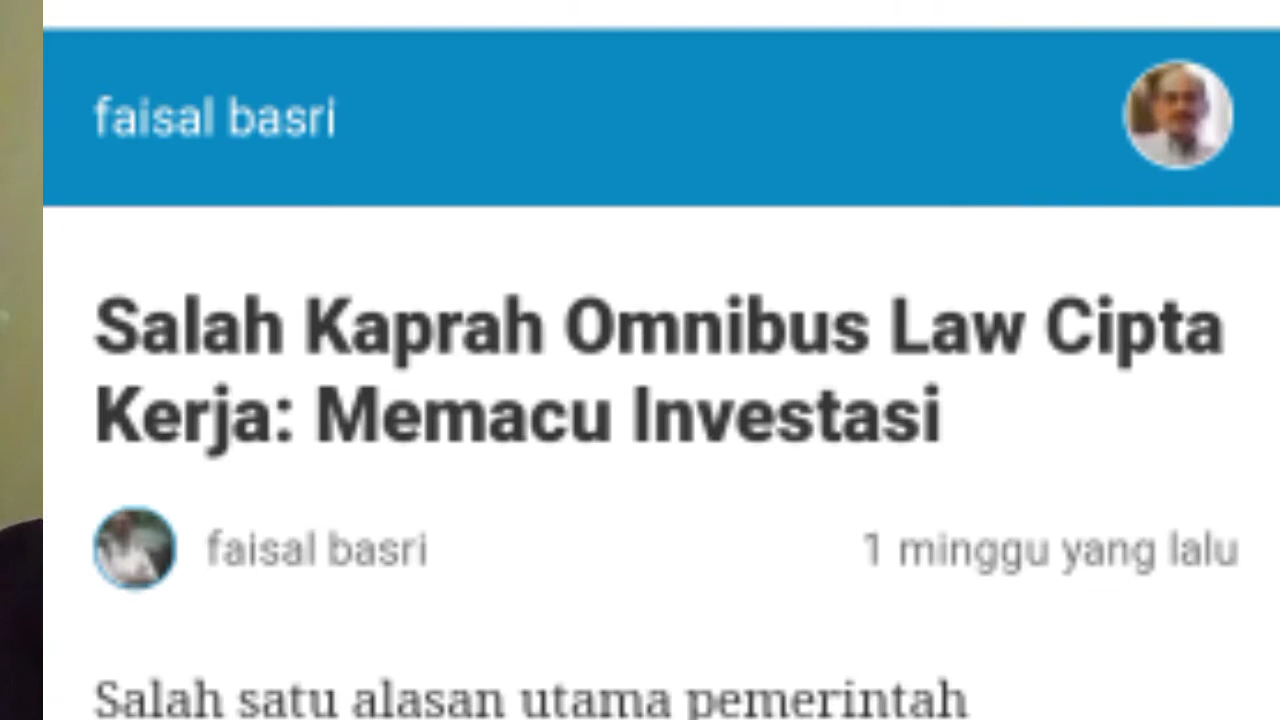 faisal basri
Salah Kaprah Omnibus Law Cipta
Kerja: Memacu Investasi
faisal basri 1 minggu yang lalu
Salah satu alasan utama pemerintah